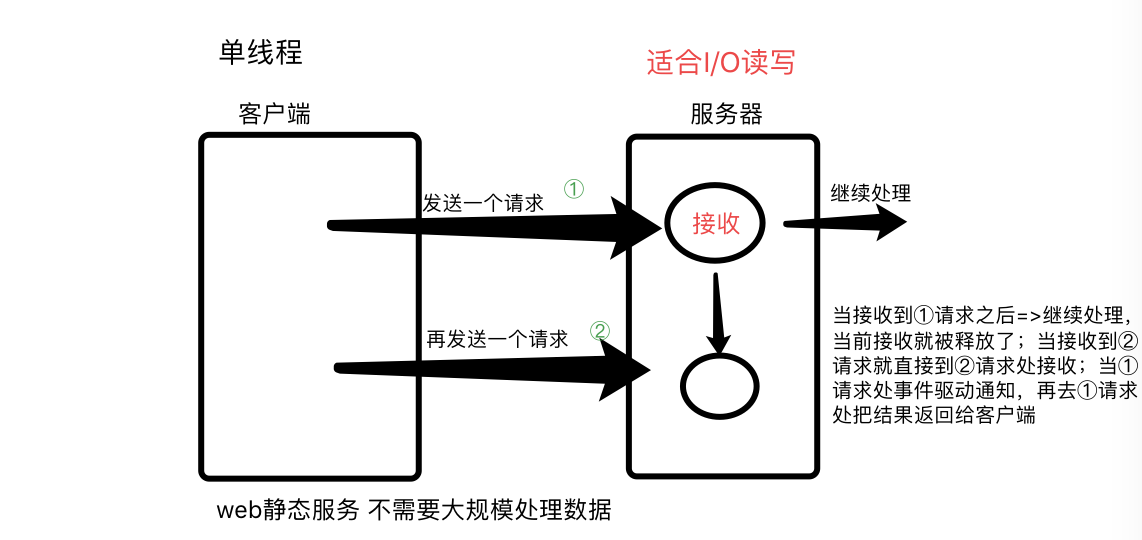 单线程
适合I/O读写
客户端
服务器
发送一个请求
①
接收
继续处理
再发送一个请求
②
当接收到①请求之后=>继续处理，
当前接收就被释放了；当接收到②
请求就直接到②请求处接收；当①
请求处事件驱动通知，再去①请求
处把结果返回给客户端
web静态服务 不需要大规模处理数据